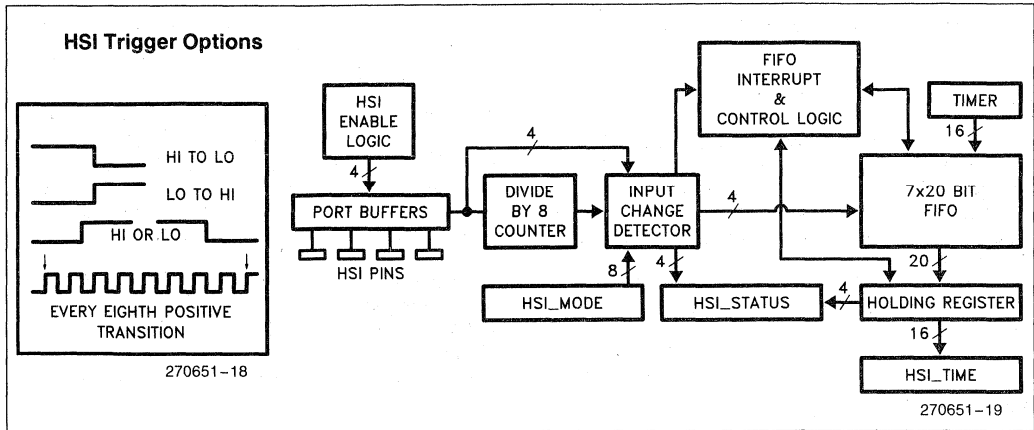 HSI Trigger Options
HI TO LO
LO TO HI
HI OR LO
EVERY EIGHTH POSITIVE
TRANSITION
270651-18
HSI
ENABLE
LOGIC
4
PORT BUFFERS
HSI PINS
4
DIVIDE
BY 8
COUNTER
INPUT
CHANGE
DETECTOR
8
HSI_MODE
4
HSI_STATUS
FIFO
INTERRUPT
&
CONTROL LOGIC
4
TIMER
16
7x20 BIT
FIFO
20
4
HOLDING REGISTER
16
HSI_TIME
270651-19